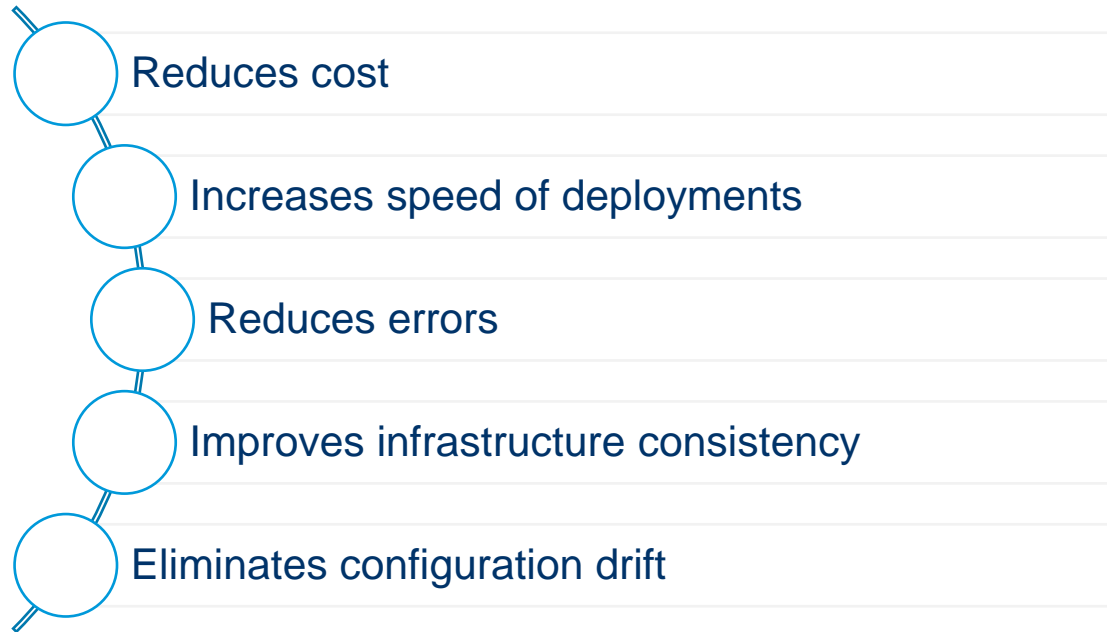 Reduces cost
Increases speed of deployments
Reduces errors
Improves infrastructure consistency
Eliminates configuration drift